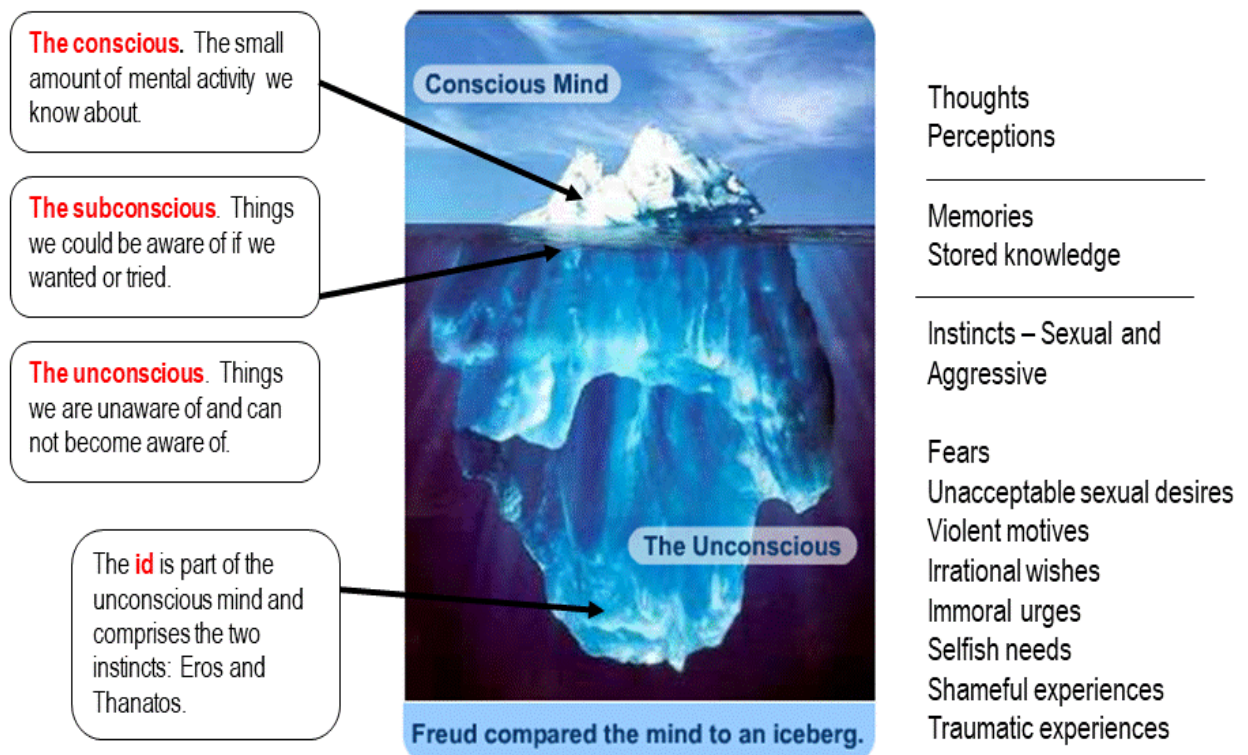 The conscious. The small
amount of mental activity we
know about.
The subconscious. Things
we could be aware of if we
wanted or tried.
The unconscious. Things
we are unaware of and can
not become aware of.
The id is part of the
unconscious mind and
comprises the two
instincts: Eros and
Thanatos.
Conscious Mind
The Unconscious
Freud compared the mind to an iceberg.
Thoughts
Perceptions
Memories
Stored knowledge
Instincts – Sexual and
Aggressive
Fears
Unacceptable sexual desires
Violent motives
Irrational wishes
Immoral urges
Selfish needs
Shameful experiences
Traumatic experiences